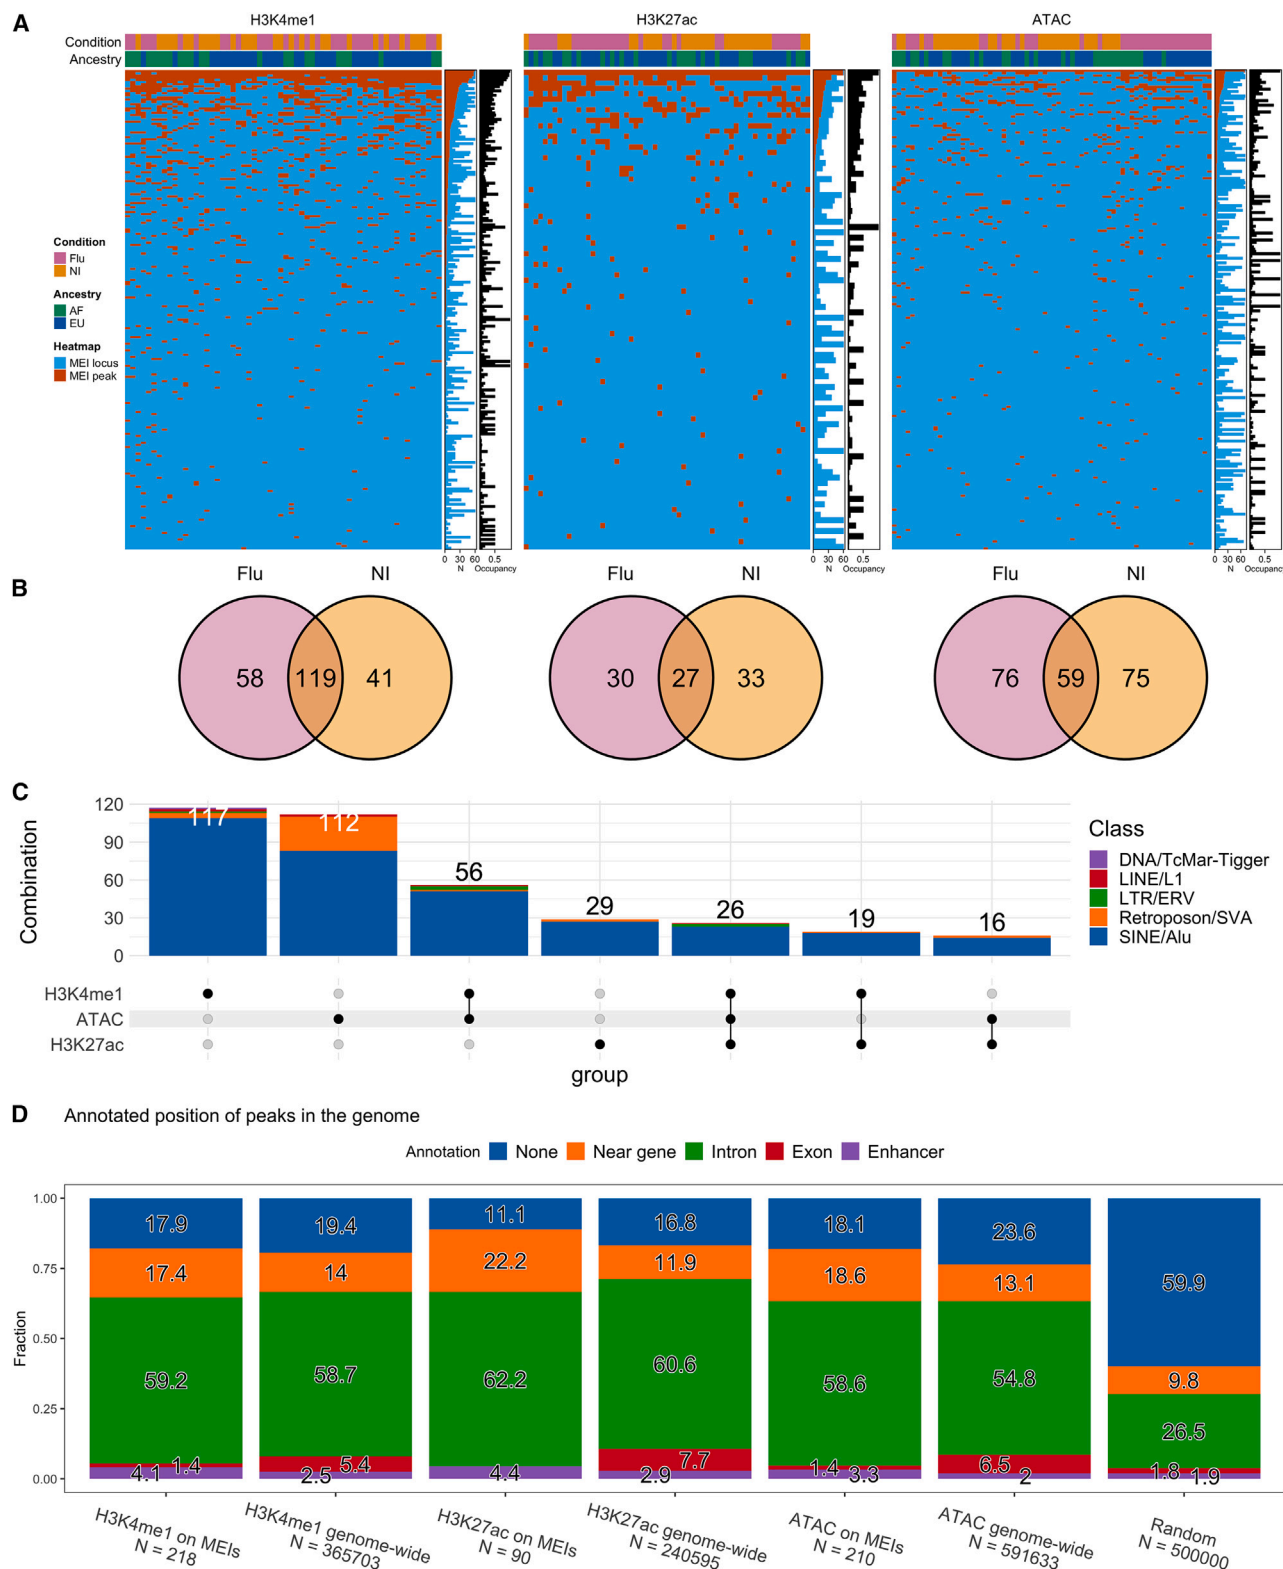 A
H3K4me1
H3K27ac
ATAC
Condition
Ancestry
Condition
Flu
NI
Ancestry
AF
EU
Heatmap
MEI locus
MEI peak
0 30 60
N
0.5
Occupancy
0 30 60
N
0.5
Occupancy
0 30 60
N
0.5
Occupancy
B
Flu NI
58 119 41
Flu NI
30 27 33
Flu NI
76 59 75
C
Combination
120
90
60
30
0
117
112
56
29
26
19
16
Class
DNA/TcMar-Tigger
LINE/L1
LTR/ERV
Retroposon/SVA
SINE/Alu
H3K4me1
ATAC
H3K27ac
group
D Annotated position of peaks in the genome
Annotation None Near gene Intron Exon Enhancer
Fraction
1.00
0.75
0.50
0.25
0.00
17.9
17.4
59.2
1.4
4.1
19.4
14
58.7
5.4
2.5
11.1
22.2
62.2
4.4
16.8
11.9
60.6
7.7
2.9
18.1
18.6
58.6
1.4
3.3
23.6
13.1
54.8
6.5
2
59.9
9.8
26.5
1.8
1.9
H3K4me1 on MEIs
N = 218
H3K4me1 genome-wide
N = 365703
H3K27ac on MEIs
N = 90
H3K27ac genome-wide
N = 240595
ATAC on MEIs
N = 210
ATAC genome-wide
N = 591633
Random
N = 500000